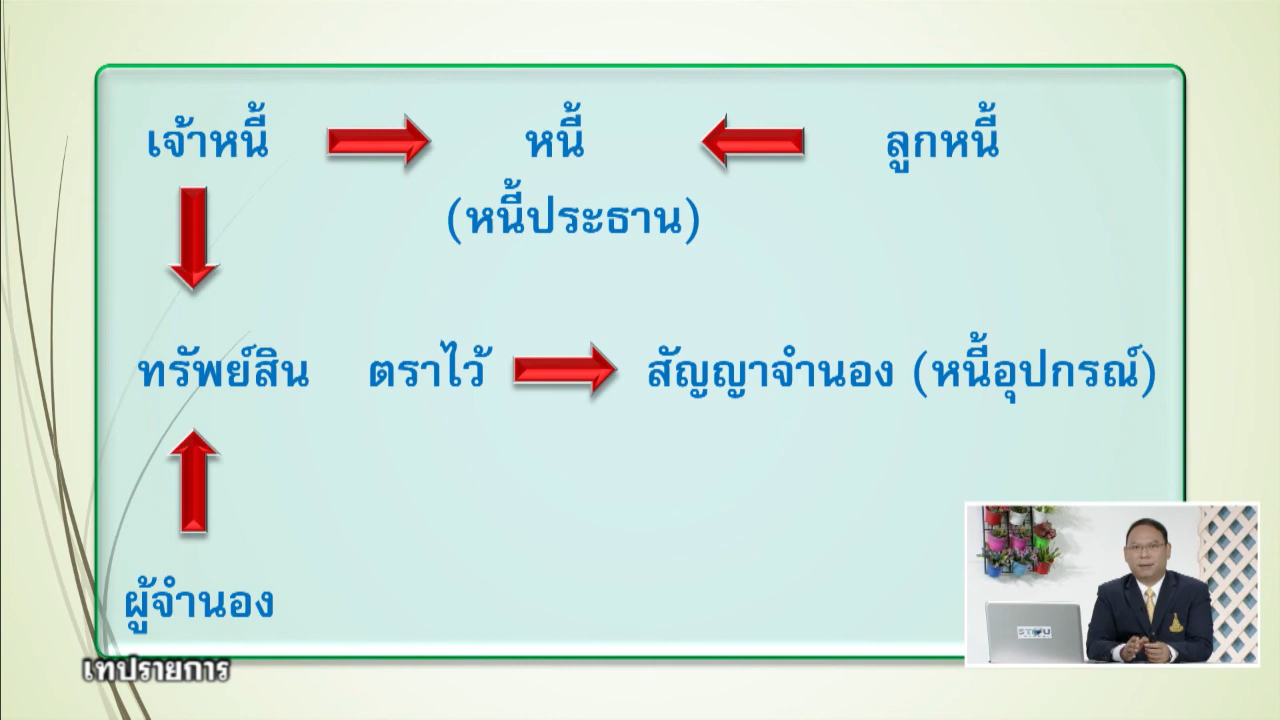 เจ้าหนี้ หนี้ ลูกหนี้
(หนี้ประธาน)
ทรัพย์สิน ตราไว้ สัญญาจำนอง (หนี้อุปกรณ์)
ผู้จำนอง
เทปรายการ
STOU